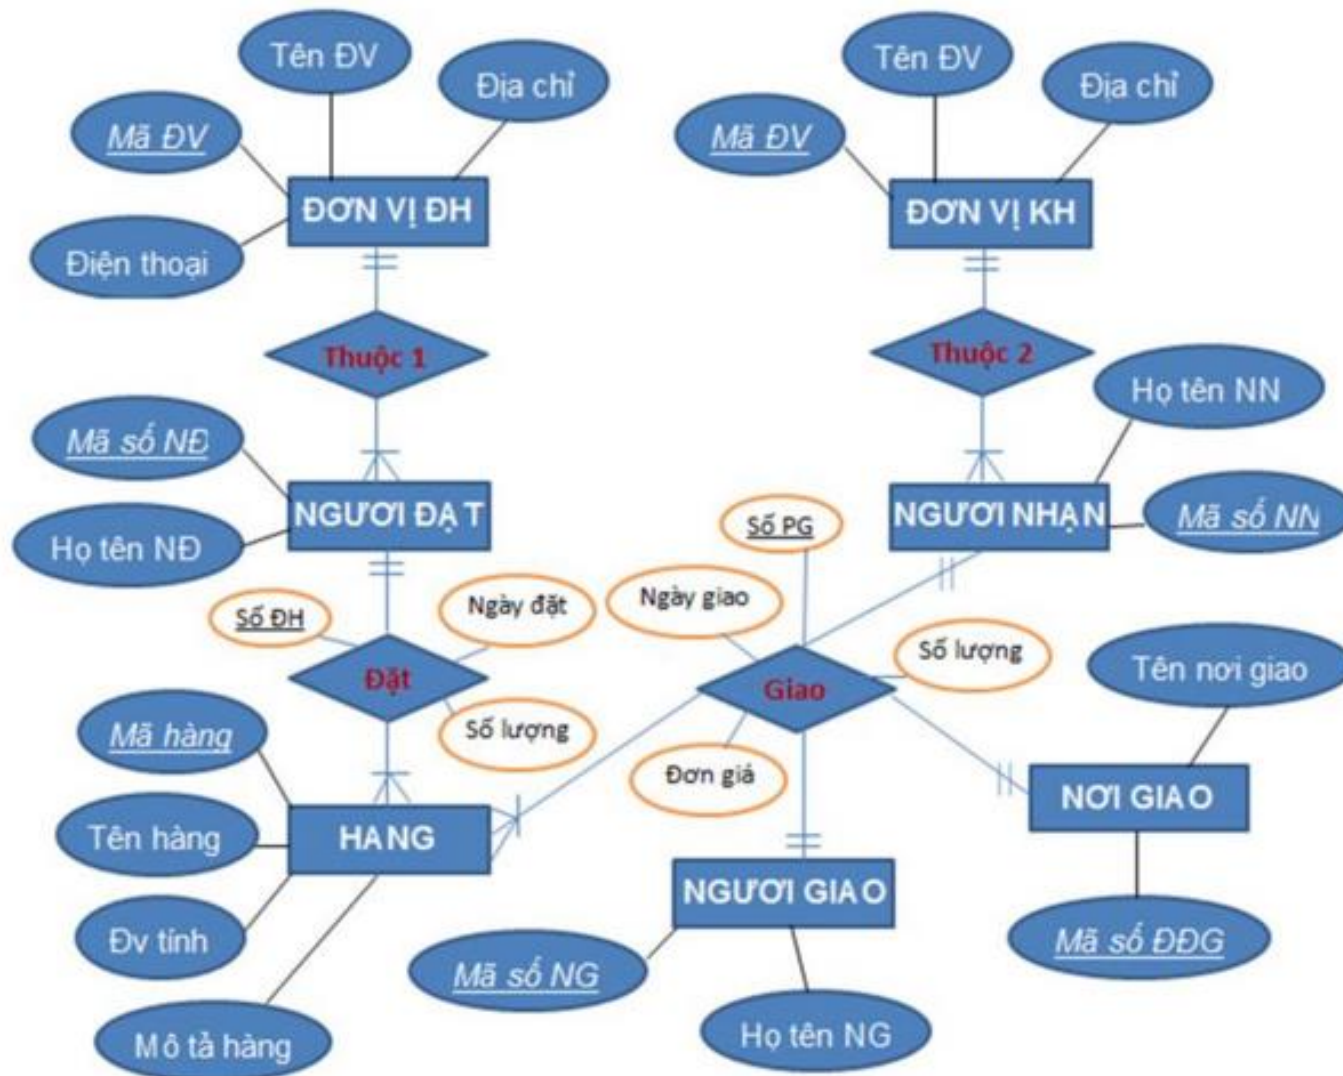 Tên ĐV
Tên ĐV
Địa chỉ
Địa chỉ
Mã ĐV
Mã ĐV
ĐƠN VỊ ĐH
ĐƠN VỊ KH
Điện thoại
Thuộc 1
Thuộc 2
Họ tên NN
Mã số NĐ
NGƯƠI ĐẠT
NGƯƠI NHẠN
Mã số NN
Số PG
Họ tên NĐ
Số ĐH
Ngày đặt
Ngày giao
Số lượng
Tên nơi giao
Đặt
Giao
Mã hàng
Số lượng
Đơn giá
NƠI GIAO
Tên hàng
HANG
NGƯƠI GIAO
Đv tính
Mã số NG
Mã số ĐĐG
Mô tả hàng
Họ tên NG